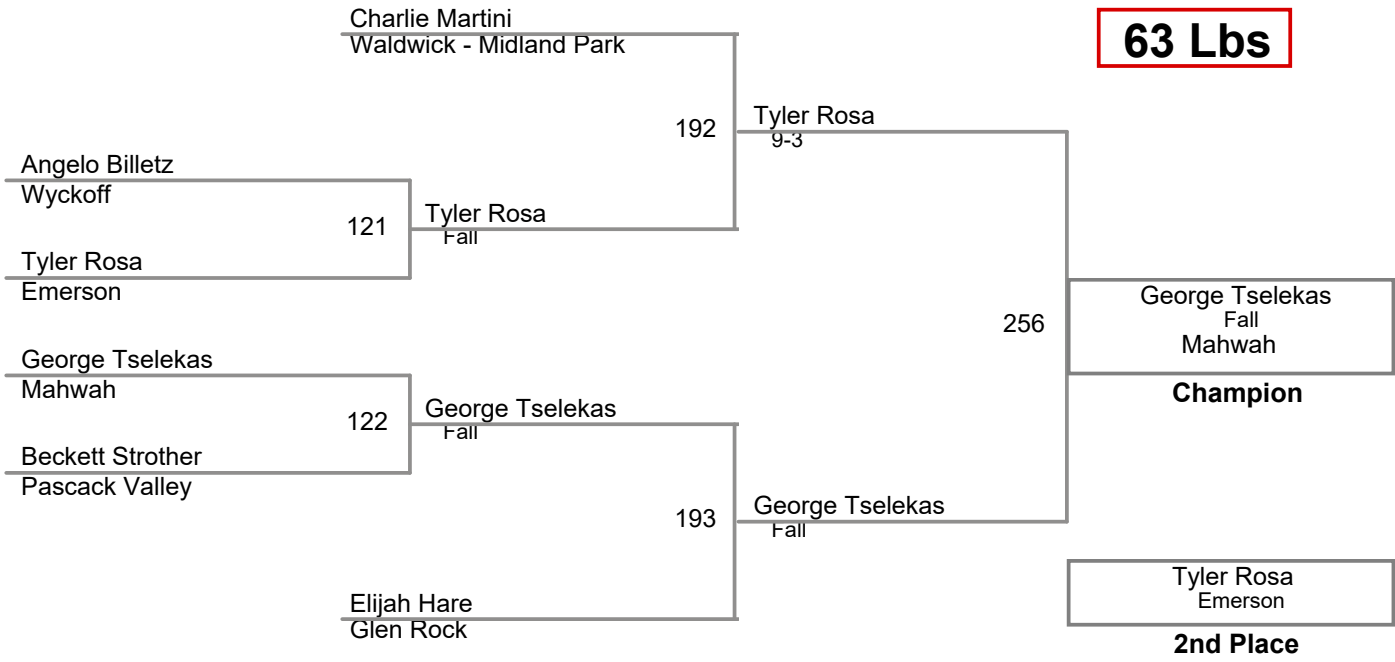 Charlie Martini
Waldwick - Midland Park
63 Lbs
192
Tyler Rosa
9-3
Angelo Billetz
Wyckoff
121
Tyler Rosa
Fall
Tyler Rosa
Emerson
256
George Tselekas
Fall
Mahwah
Champion
George Tselekas
Mahwah
122
George Tselekas
Fall
Beckett Strother
Pascack Valley
193
George Tselekas
Fall
Elijah Hare
Glen Rock
Tyler Rosa
Emerson
2nd Place